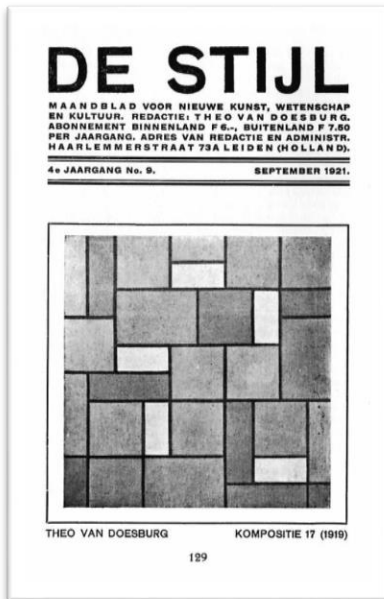 DE STIJL
MAANDBLAD VOOR NIEUWE KUNST, WETENSCHAP
EN KULTUUR. REDACTIE: THEO VAN DOESBURG.
ABONNEMENT BINNENLAND F 6.-, BUITENLAND F 7.50
PER JAARGANG. ADRES VAN REDACTIE EN ADMINISTR.
HAARLEMMERSTRAAT 73A LEIDEN (HOLLAND).
4e JAARGANG No. 9. SEPTEMBER 1921.
THEO VAN DOESBURG KOMPOSITIE 17 (1919)
129